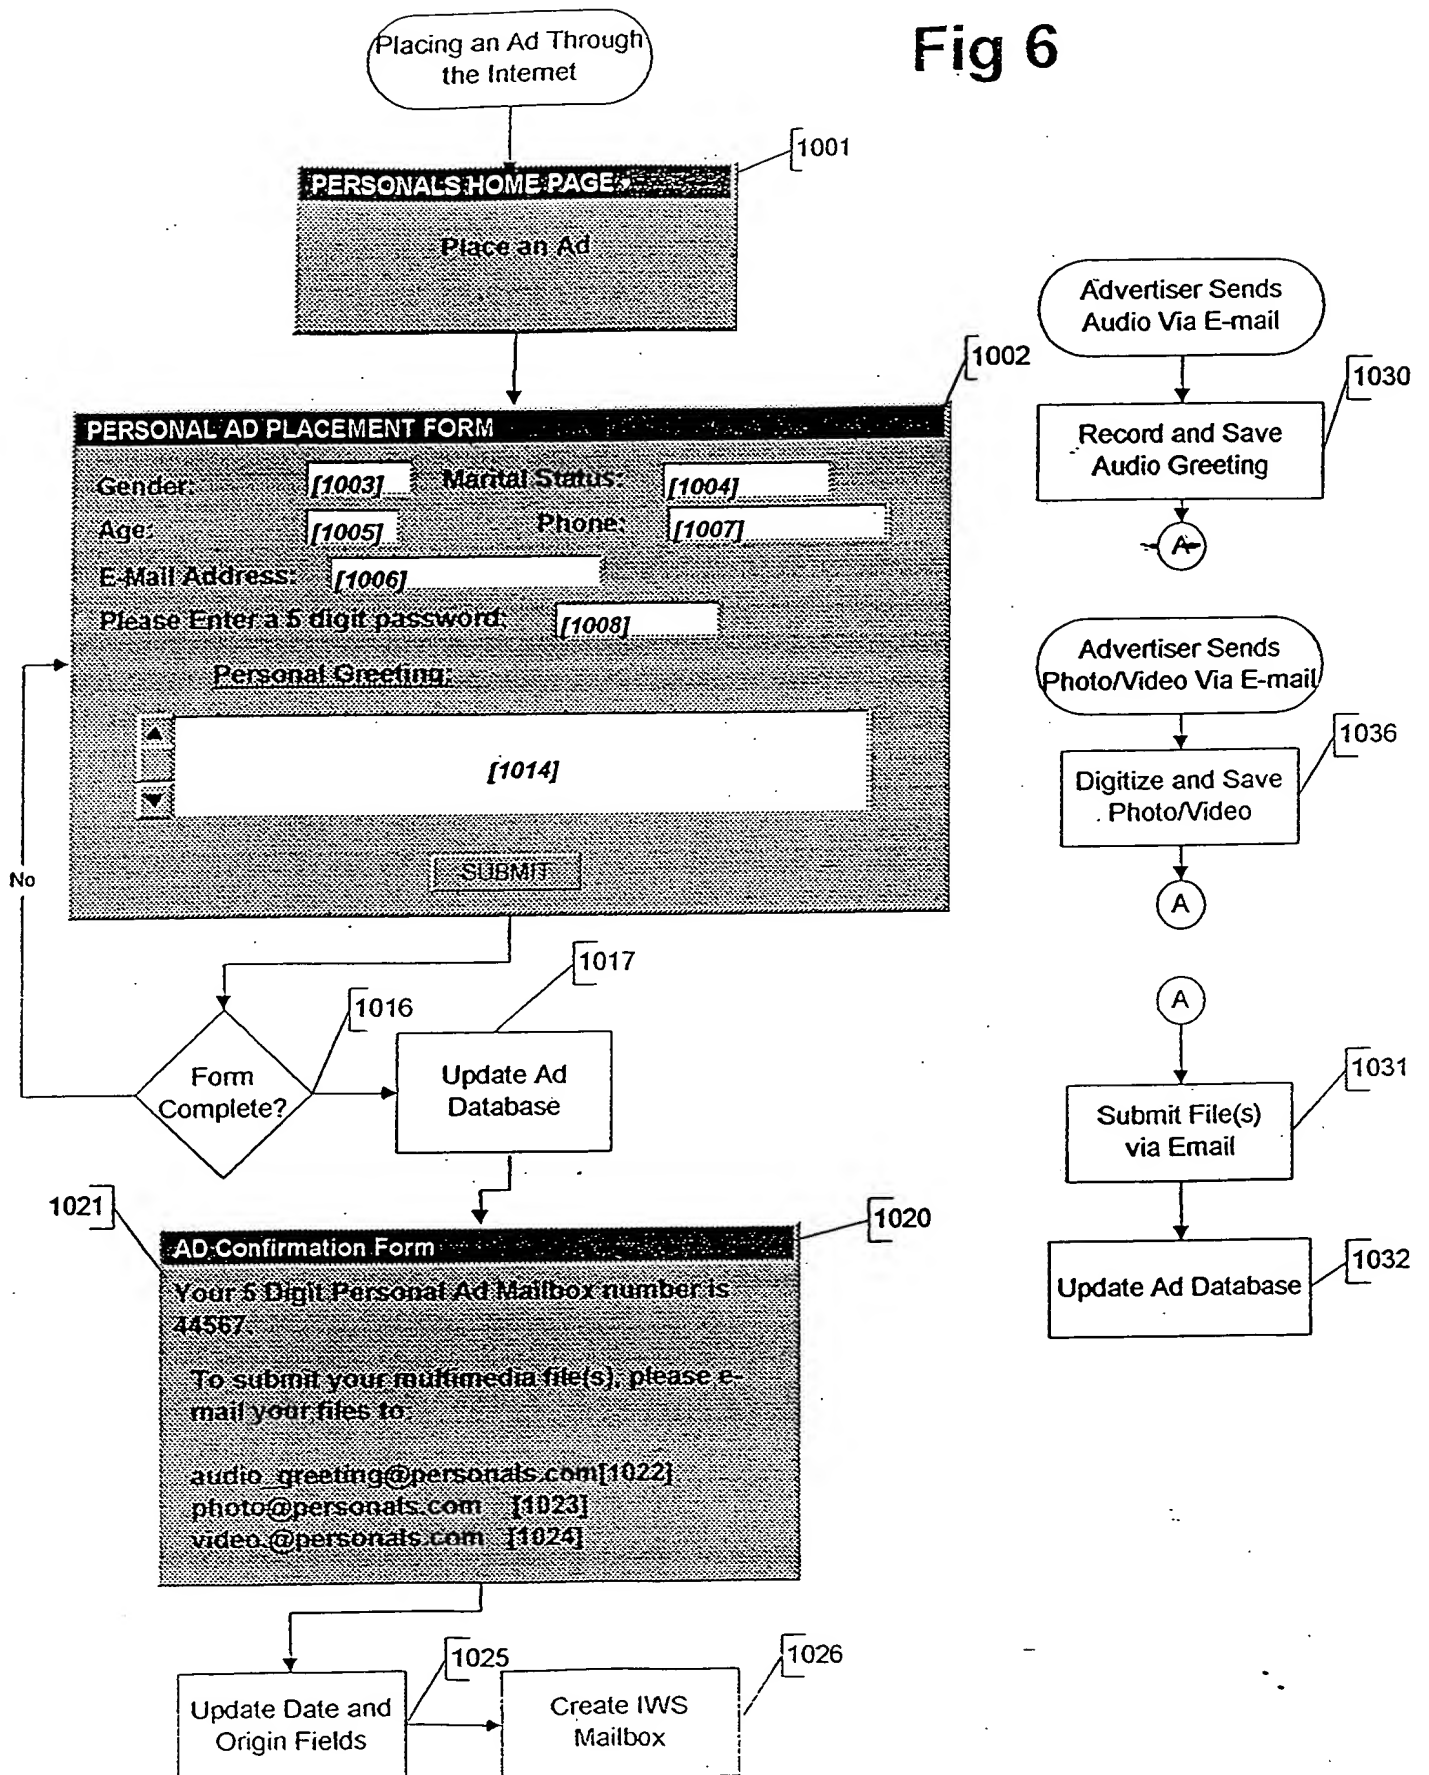 Fig 6
Placing an Ad Through
the Internet
1001
PERSONALS HOME PAGE
Place an Ad
1002
PERSONAL AD PLACEMENT FORM
Gender: [1003] Marital Status: [1004]
Age: [1005] Phone: [1007]
E-Mail Address: [1006]
Please Enter a 5 digit password: [1008]
Personal Greeting:
[1014]
SUBMIT
No
Form
Complete?
1016
1017
Update Ad
Database
1021
1020
AD Confirmation Form
Your 5 Digit Personal Ad Mailbox number is
44567.
To submit your multimedia file(s), please e-
mail your files to:
audio_greeting@personals.com[1022]
photo@personals.com [1023]
video.@personals.com [1024]
1025
Update Date and
Origin Fields
1026
Create IWS
Mailbox
Advertiser Sends
Audio Via E-mail
1030
Record and Save
Audio Greeting
A
Advertiser Sends
Photo/Video Via E-mail
1036
Digitize and Save
Photo/Video
A
A
1031
Submit File(s)
via Email
1032
Update Ad Database